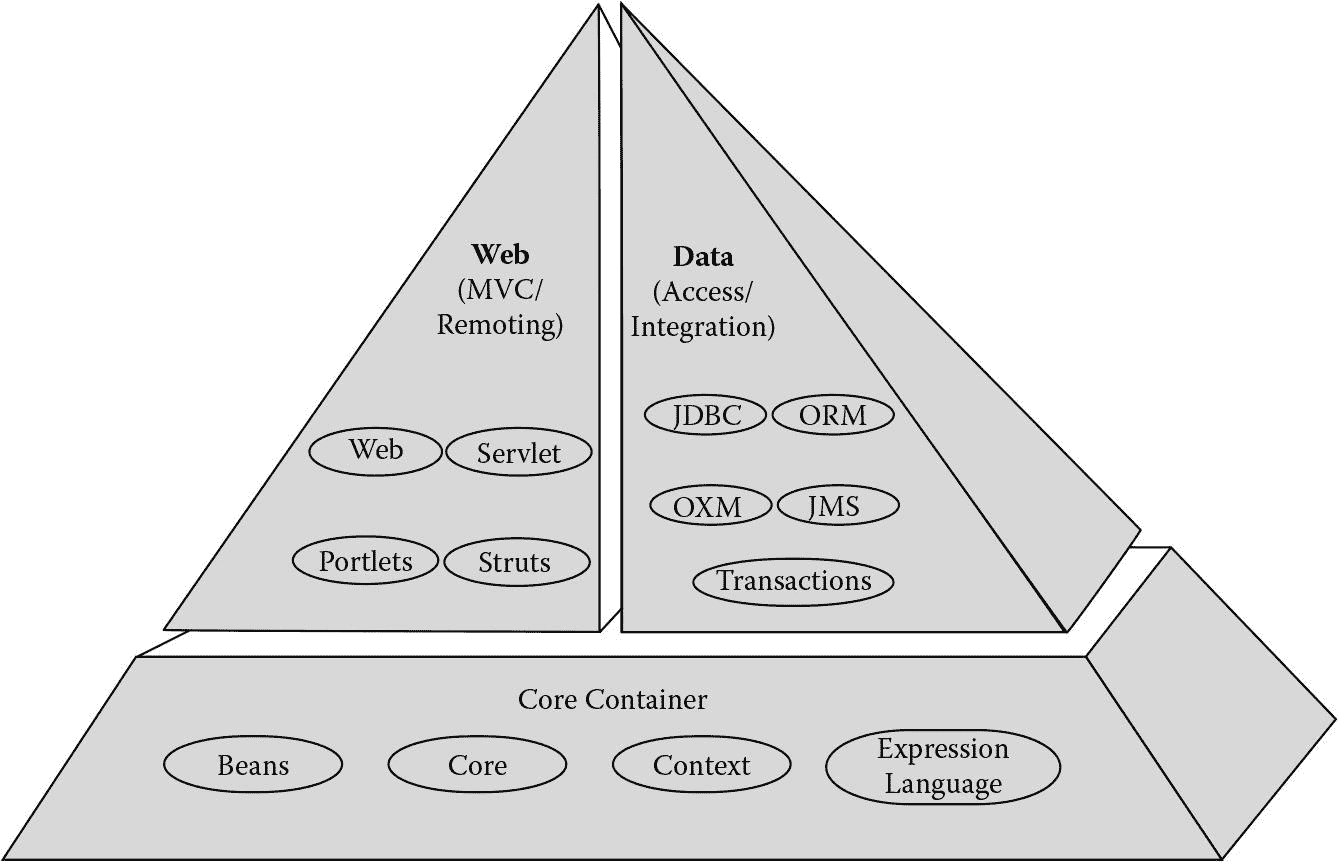 Web
(MVC/
Remoting)
Web
Servlet
Portlets
Struts
Data
(Access/
Integration)
JDBC
ORM
OXM
JMS
Transactions
Core Container
Beans
Core
Context
Expression
Language